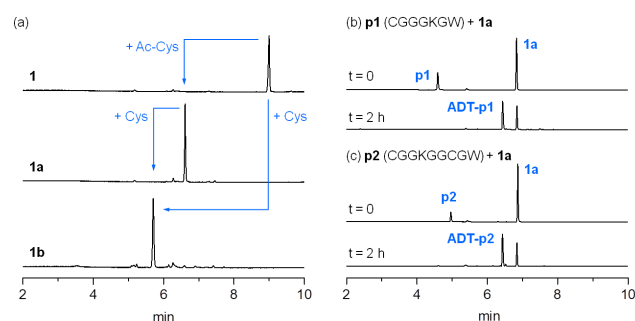 (a)
+ Ac-Cys
1
+ Cys
+ Cys
1a
1b
2 4 6 8 10
min
(b) p1 (CGGGKGW) + 1a
1a
p1
t = 0
ADT-p1
t = 2 h
(c) p2 (CGGKGGCGW) + 1a
1a
p2
t = 0
ADT-p2
t = 2 h
2 4 6 8 10
min